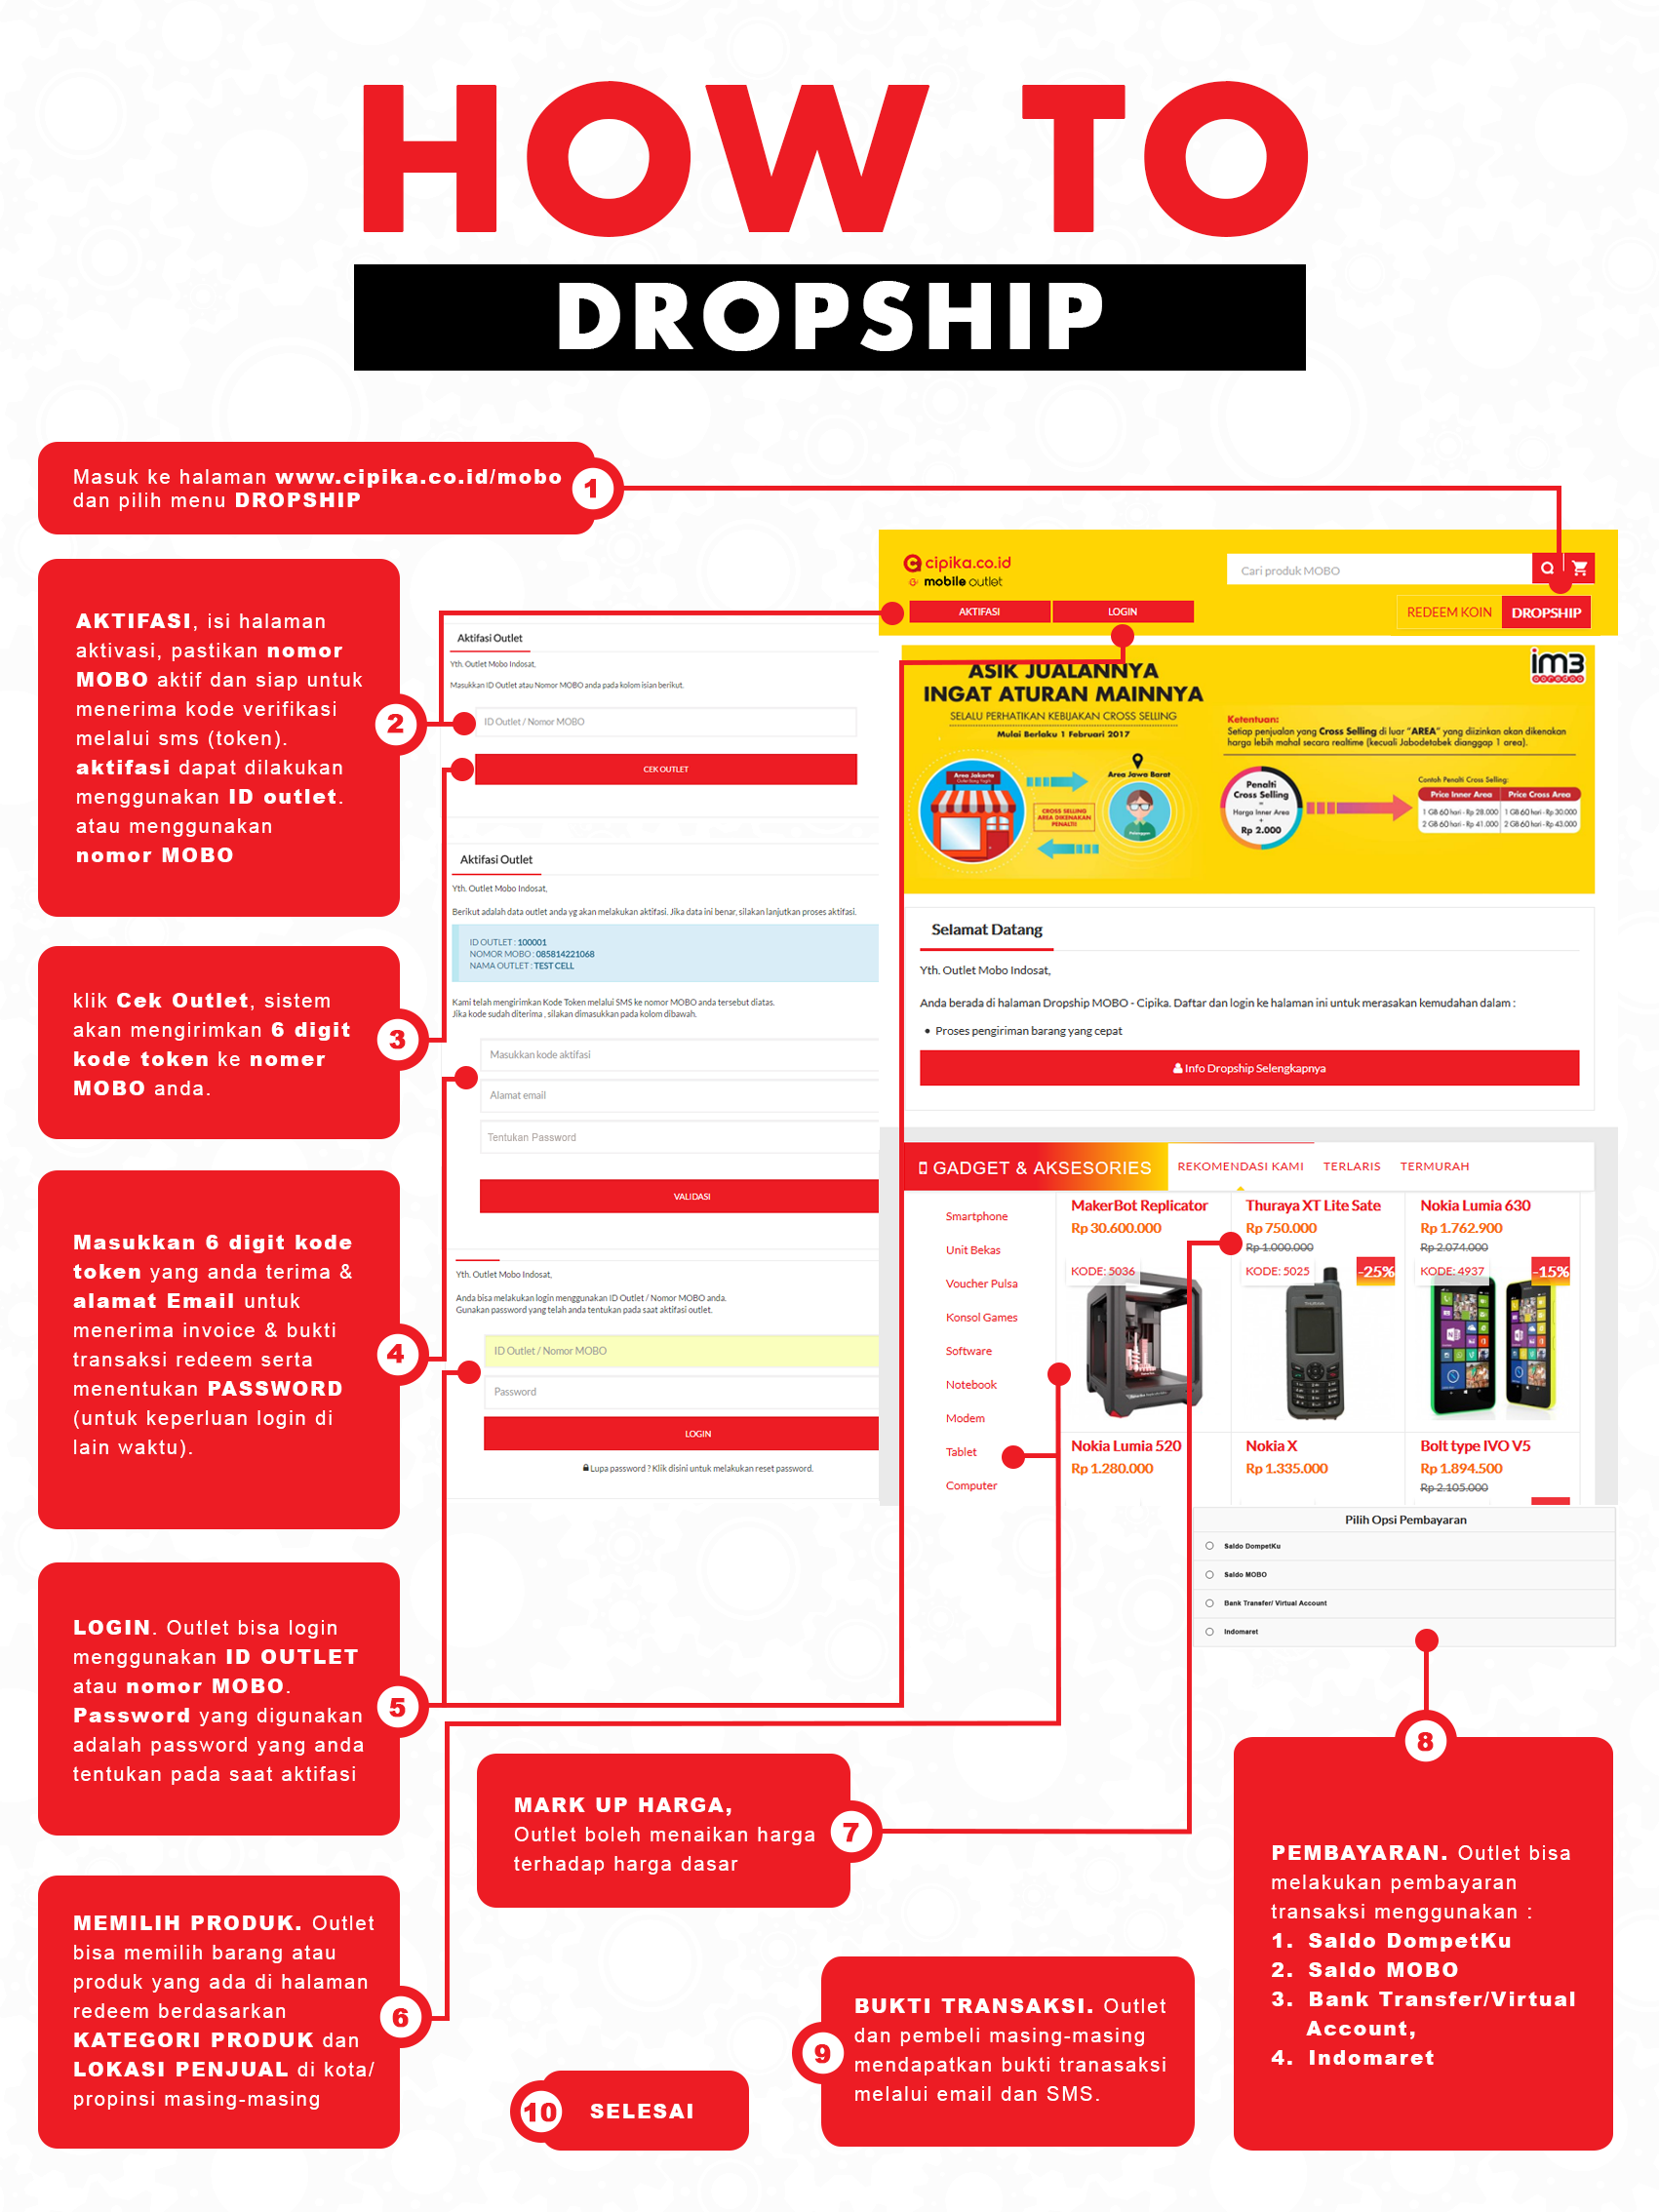 HOW TO
DROPSHIP
Masuk ke halaman www.cipika.co.id/mobo
dan pilih menu DROPSHIP
1
AKTIFASI, isi halaman
aktivasi, pastikan nomor
MOBO aktif dan siap untuk
menerima kode verifikasi
melalui sms (token).
aktifasi dapat dilakukan
menggunakan ID outlet.
atau menggunakan
nomor MOBO
2
klik Cek Outlet, sistem
akan mengirimkan 6 digit
kode token ke nomer
MOBO anda.
3
Masukkan 6 digit kode
token yang anda terima &
alamat Email untuk
menerima invoice & bukti
transaksi redeem serta
menentukan PASSWORD
(untuk keperluan login di
lain waktu).
4
LOGIN. Outlet bisa login
menggunakan ID OUTLET
atau nomor MOBO.
Password yang digunakan
adalah password yang anda
tentukan pada saat aktifasi
5
MEMILIH PRODUK. Outlet
bisa memilih barang atau
produk yang ada di halaman
redeem berdasarkan
KATEGORI PRODUK dan
LOKASI PENJUAL di kota/
propinsi masing-masing
6
Aktifasi Outlet
Yth. Outlet Mobo Indosat,
Masukkan ID Outlet atau Nomor MOBO anda pada kolom isian berikut.
ID Outlet / Nomor MOBO
CEK OUTLET
Aktifasi Outlet
Yth. Outlet Mobo Indosat,
Berikut adalah data outlet anda yg akan melakukan aktifasi. Jika data ini benar, silakan lanjutkan proses aktifasi.
ID OUTLET : 100001
NOMOR MOBO : 085814221068
NAMA OUTLET : TEST CELL
Kami telah mengirimkan Kode Token melalui SMS ke nomor MOBO anda tersebut diatas.
Jika kode sudah diterima , silakan dimasukkan pada kolom dibawah.
Masukkan kode aktifasi
Alamat email
Tentukan Password
VALIDASI
Yth. Outlet Mobo Indosat,
Anda bisa melakukan login menggunakan ID Outlet / Nomor MOBO anda.
Gunakan password yang telah anda tentukan pada saat aktifasi outlet.
ID Outlet / Nomor MOBO
Password
LOGIN
Lupa password ? Klik disini untuk melakukan reset password.
cipika.co.id
mobile outlet
Cari produk MOBO
AKTIFASI
LOGIN
REDEEM KOIN
DROPSHIP
ASIK JUALANNYA
INGAT ATURAN MAINNYA
SELALU PERHATIKAN KEBIJAKAN CROSS SELLING
Mulai Berlaku 1 Februari 2017
im3
ooredoo
Ketentuan:
Setiap penjualan yang Cross Selling di luar "AREA" yang diizinkan akan dikenakan
harga lebih mahal secara realtime (kecuali Jabodetabek dianggap 1 area).
Area Jakarta
Area Jawa Barat
CROSS SELLING
AREA DIKENAKAN
PENALTI!
Pelanggan
Penalti
Cross Selling
=
Harga Inner Area
+
Rp 2.000
Contoh Penalti Cross Selling:
Price Inner Area Price Cross Area
1 GB 60 hari - Rp 28.000 1 GB 60 hari - Rp 30.000
2 GB 60 hari - Rp 41.000 2 GB 60 hari - Rp 43.000
Selamat Datang
Yth. Outlet Mobo Indosat,
Anda berada di halaman Dropship MOBO - Cipika. Daftar dan login ke halaman ini untuk merasakan kemudahan dalam :
• Proses pengiriman barang yang cepat
Info Dropship Selengkapnya
GADGET & AKSESORIES
REKOMENDASI KAMI TERLARIS TERMURAH
Smartphone
Unit Bekas
Voucher Pulsa
Konsol Games
Software
Notebook
Modem
Tablet
Computer
MakerBot Replicator
Rp 30.600.000
KODE: 5036
Thuraya XT Lite Sate
Rp 750.000
Rp 1.000.000
KODE: 5025
-25%
Nokia Lumia 630
Rp 1.762.900
Rp 2.074.000
KODE: 4937
-15%
Nokia Lumia 520
Rp 1.280.000
Nokia X
Rp 1.335.000
Bolt type IVO V5
Rp 1.894.500
Rp 2.105.000
Pilih Opsi Pembayaran
Saldo DompetKu
Saldo MOBO
Bank Transfer/ Virtual Account
Indomaret
MARK UP HARGA,
Outlet boleh menaikan harga
terhadap harga dasar
7
8
PEMBAYARAN. Outlet bisa
melakukan pembayaran
transaksi menggunakan :
1. Saldo DompetKu
2. Saldo MOBO
3. Bank Transfer/Virtual
Account,
4. Indomaret
9
BUKTI TRANSAKSI. Outlet
dan pembeli masing-masing
mendapatkan bukti tranasaksi
melalui email dan SMS.
10
SELESAI